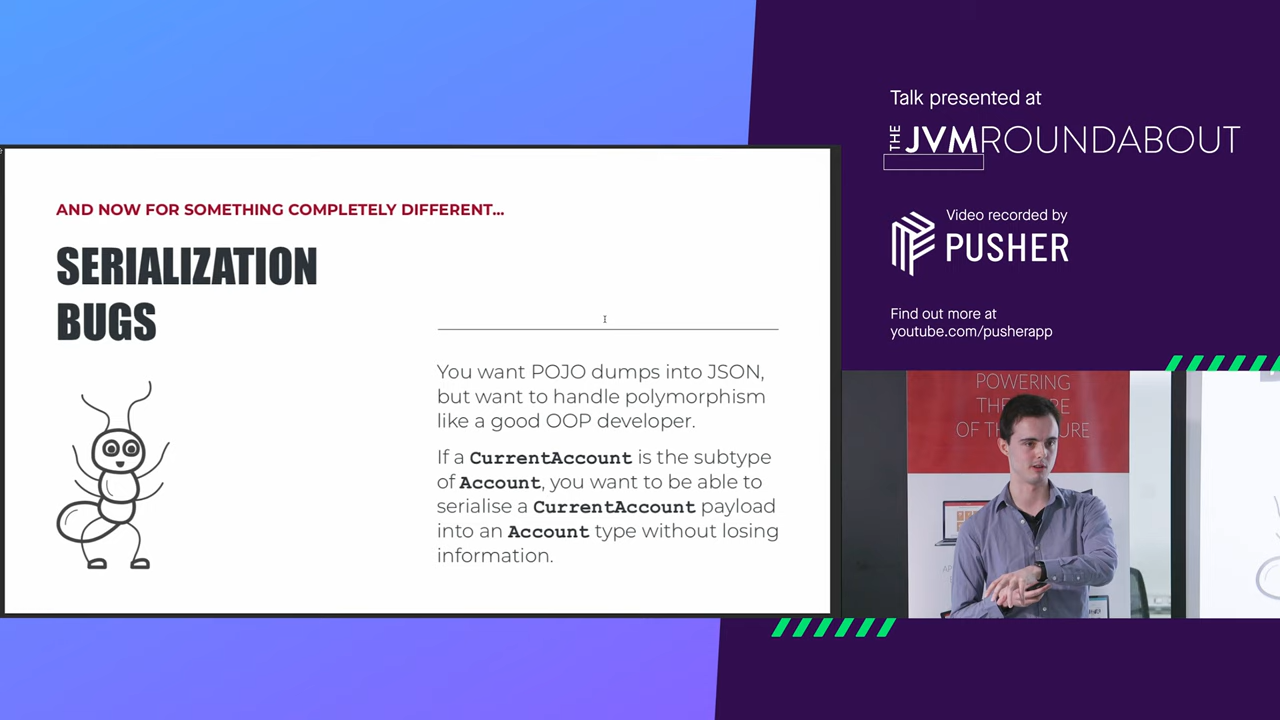 AND NOW FOR SOMETHING COMPLETELY DIFFERENT...
SERIALIZATION
BUGS
You want POJO dumps into JSON,
but want to handle polymorphism
like a good OOP developer.
If a CurrentAccount is the subtype
of Account, you want to be able to
serialise a CurrentAccount payload
into an Account type without losing
information.
Talk presented at
THE JVMROUNDABOUT
Video recorded by
PUSHER
Find out more at
youtube.com/pusherapp
POWERING
OF TH